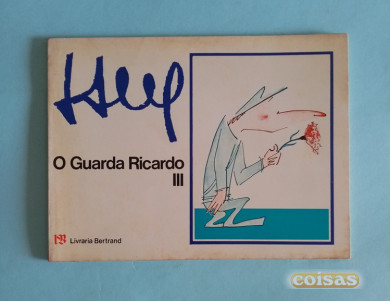 O Guarda Ricardo
III
Livraria Bertrand
coisas